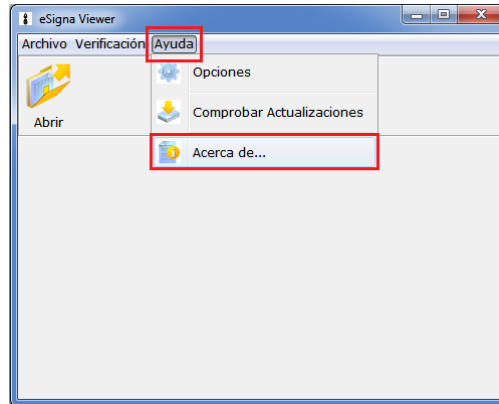 eSigna Viewer
Archivo Verificación Ayuda
Opciones
Abrir
Comprobar Actualizaciones
Acerca de...